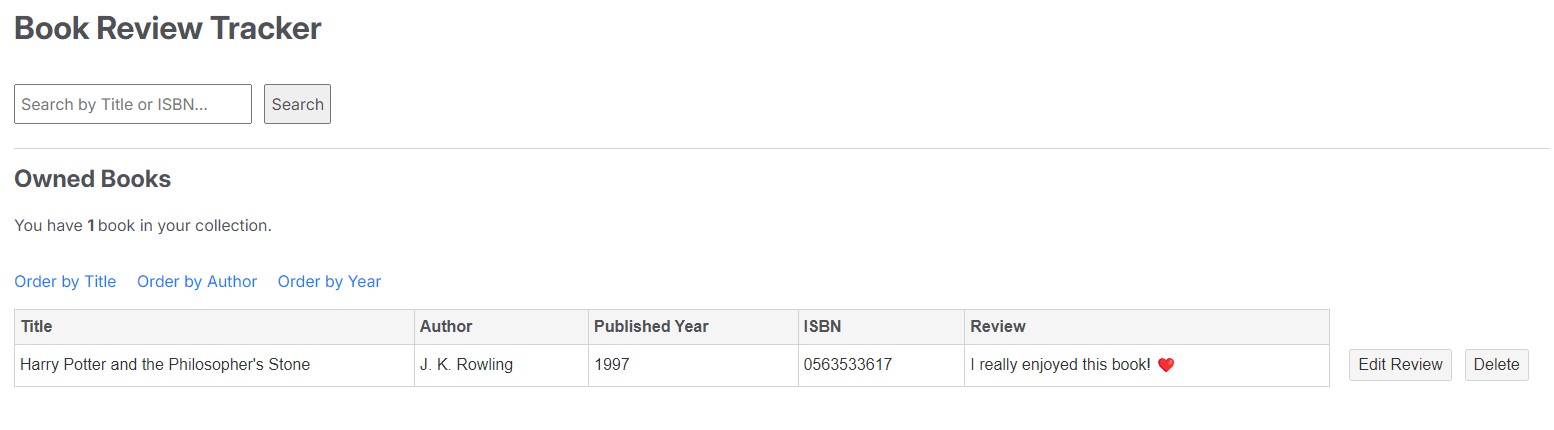 Book Review Tracker
Search by Title or ISBN... Search
Owned Books
You have 1 book in your collection.
Order by Title Order by Author Order by Year
Title Author Published Year ISBN Review
Harry Potter and the Philosopher's Stone J. K. Rowling 1997 0563533617 I really enjoyed this book! ❤️ Edit Review Delete